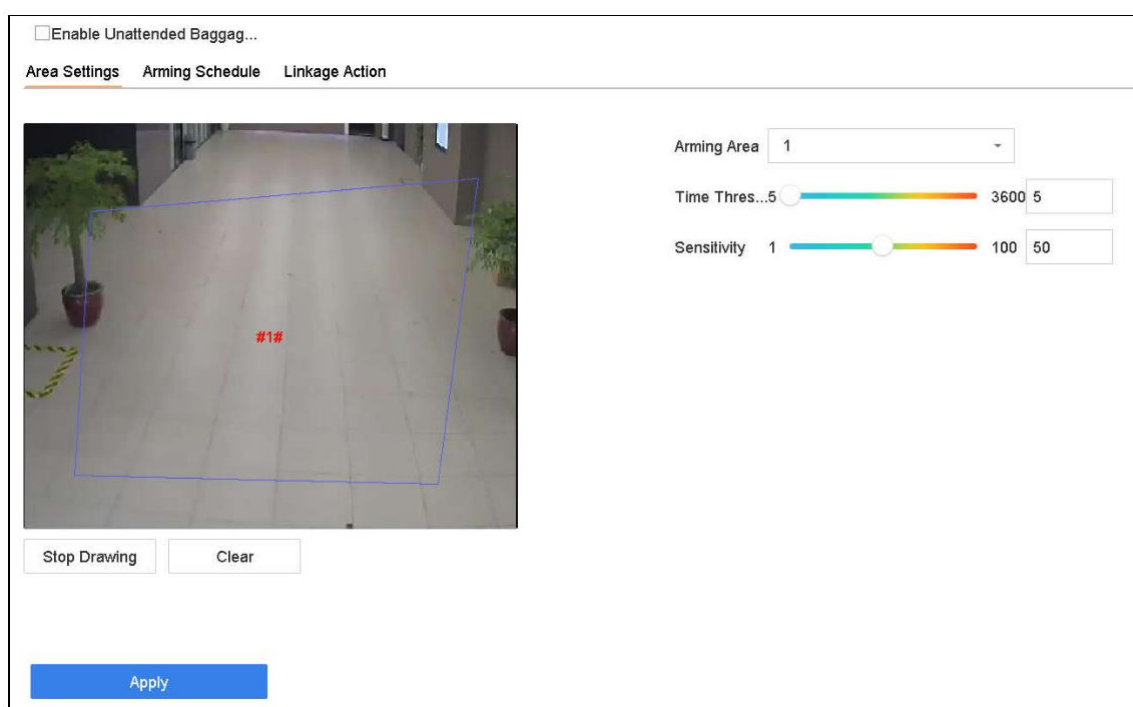 Enable Unattended Baggag...
Area Settings Arming Schedule Linkage Action
Arming Area 1
Time Thres...5 3600 5
Sensitivity 1 100 50
#1#
Stop Drawing Clear
Apply